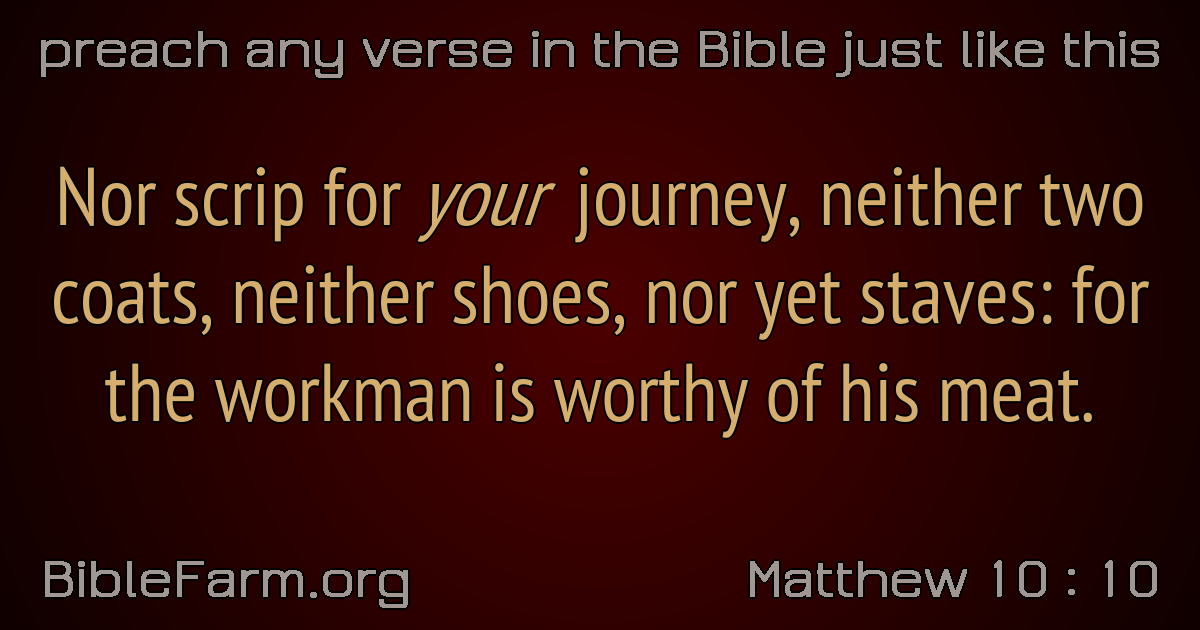 preach any verse in the Bible just like this
Nor scrip for your journey, neither two
coats, neither shoes, nor yet staves: for
the workman is worthy of his meat.
BibleFarm.org
Matthew 10 : 10